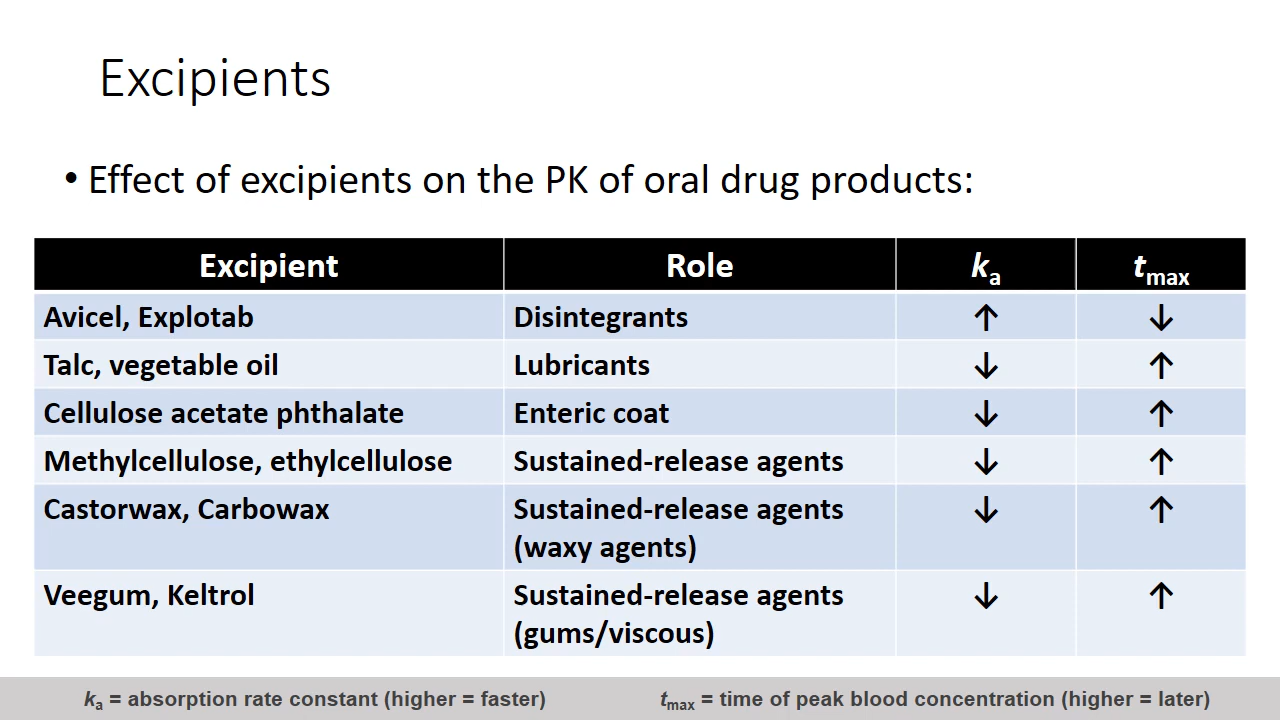 Excipients
• Effect of excipients on the PK of oral drug products:
Excipient Role ka tmax
Avicel, Explotab Disintegrants ↑ ↓
Talc, vegetable oil Lubricants ↓ ↑
Cellulose acetate phthalate Enteric coat ↓ ↑
Methylcellulose, ethylcellulose Sustained-release agents ↓ ↑
Castorwax, Carbowax Sustained-release agents ↓ ↑
(waxy agents)
Veegum, Keltrol Sustained-release agents ↓ ↑
(gums/viscous)
ka = absorption rate constant (higher = faster) tmax = time of peak blood concentration (higher = later)